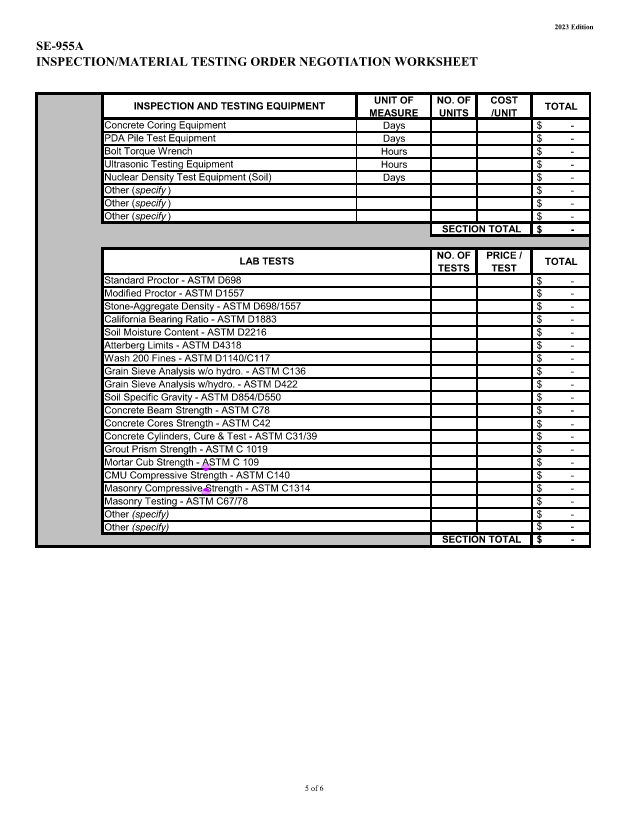 2023 Edition
SE-955A
INSPECTION/MATERIAL TESTING ORDER NEGOTIATION WORKSHEET
INSPECTION AND TESTING EQUIPMENT UNIT OF MEASURE NO. OF UNITS COST /UNIT TOTAL
Concrete Coring Equipment Days $ -
PDA Pile Test Equipment Days $ -
Bolt Torque Wrench Hours $ -
Ultrasonic Testing Equipment Hours $ -
Nuclear Density Test Equipment (Soil) Days $ -
Other (specify) $ -
Other (specify) $ -
Other (specify) $ -
SECTION TOTAL $ -
LAB TESTS NO. OF TESTS PRICE / TEST TOTAL
Standard Proctor - ASTM D698 $ -
Modified Proctor - ASTM D1557 $ -
Stone-Aggregate Density - ASTM D698/1557 $ -
California Bearing Ratio - ASTM D1883 $ -
Soil Moisture Content - ASTM D2216 $ -
Atterberg Limits - ASTM D4318 $ -
Wash 200 Fines - ASTM D1140/C117 $ -
Grain Sieve Analysis w/o hydro. - ASTM C136 $ -
Grain Sieve Analysis w/hydro. - ASTM D422 $ -
Soil Specific Gravity - ASTM D854/D550 $ -
Concrete Beam Strength - ASTM C78 $ -
Concrete Cores Strength - ASTM C42 $ -
Concrete Cylinders, Cure & Test - ASTM C31/39 $ -
Grout Prism Strength - ASTM C 1019 $ -
Mortar Cub Strength - ASTM C 109 $ -
CMU Compressive Strength - ASTM C140 $ -
Masonry Compressive Strength - ASTM C1314 $ -
Masonry Testing - ASTM C67/78 $ -
Other (specify) $ -
Other (specify) $ -
SECTION TOTAL $ -
5 of 6